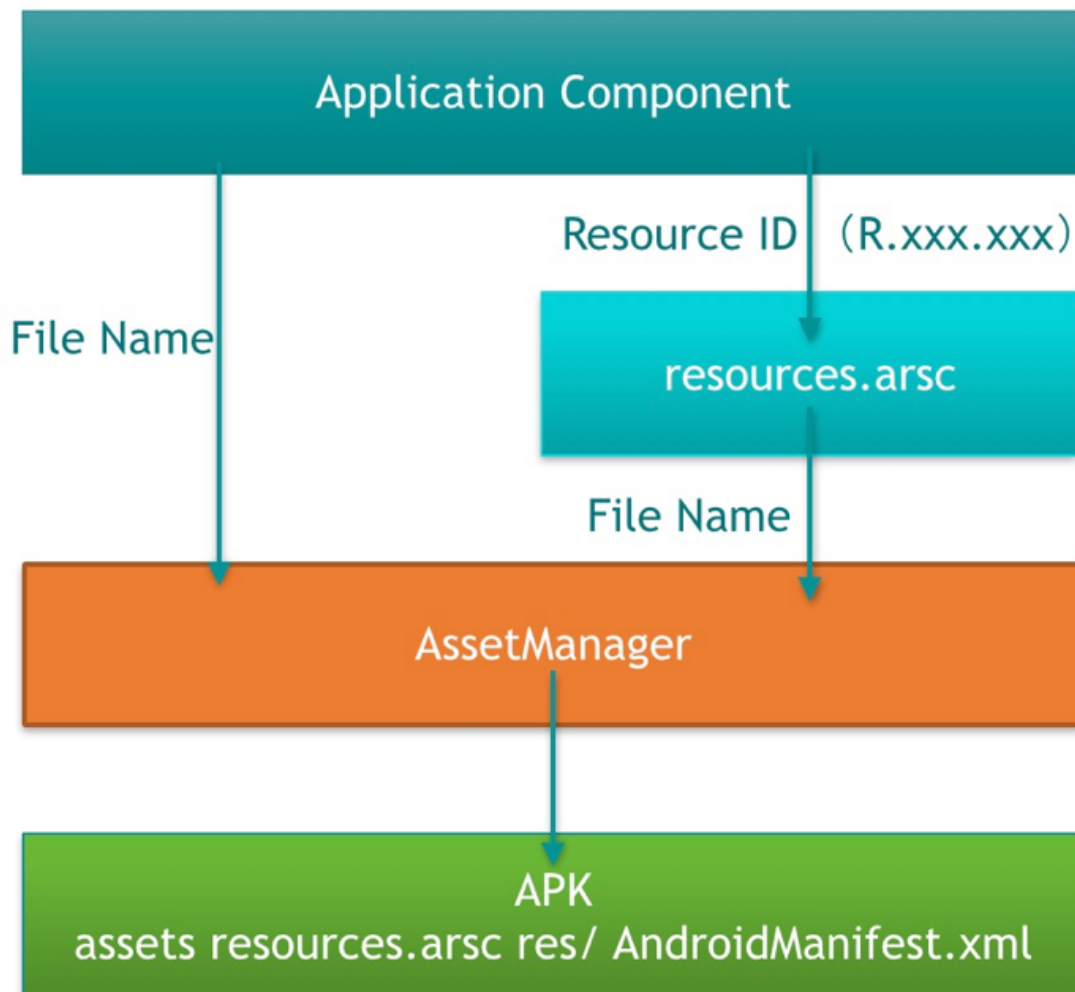 Application Component
Resource ID （R.xxx.xxx）
File Name
resources.arsc
File Name
AssetManager
APK
assets resources.arsc res/ AndroidManifest.xml